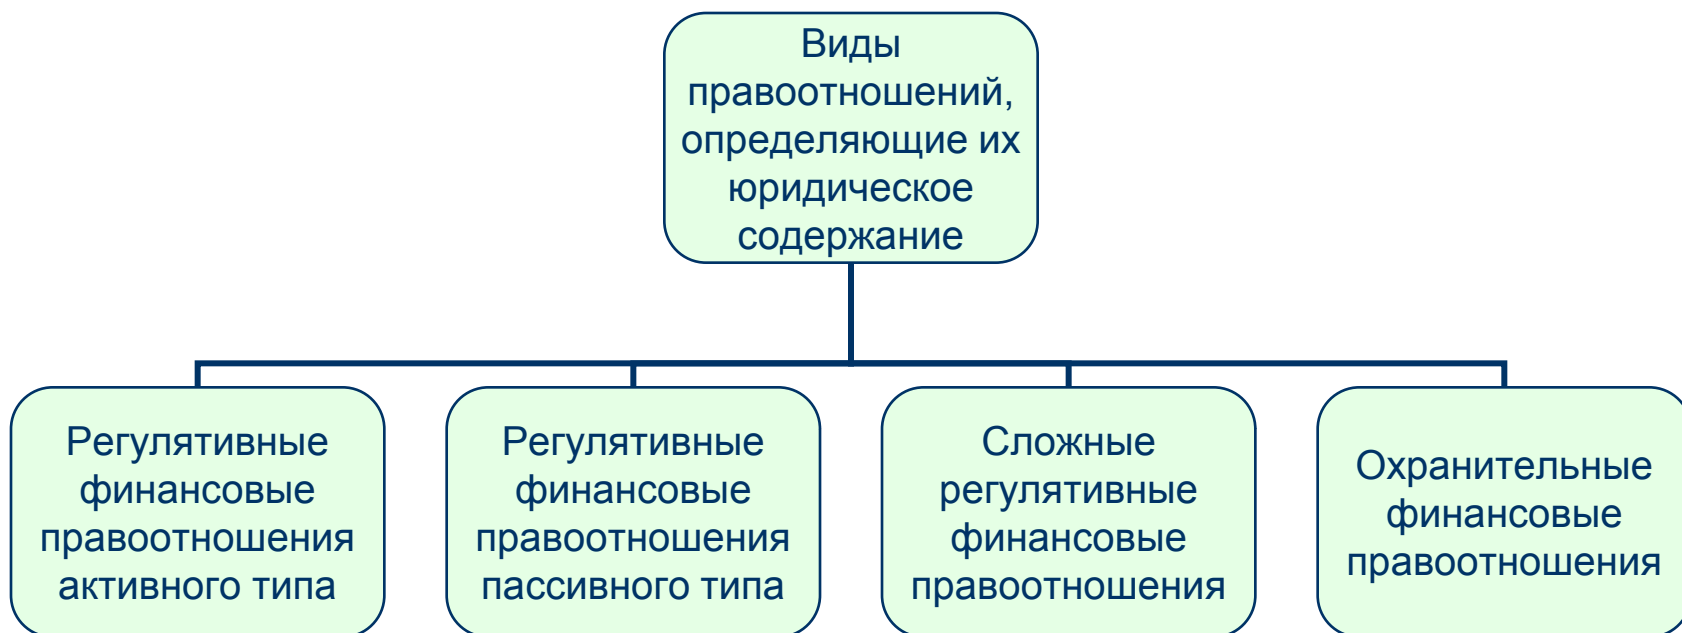 Виды
правоотношений,
определяющие их
юридическое
содержание
Регулятивные
финансовые
правоотношения
активного типа
Регулятивные
финансовые
правоотношения
пассивного типа
Сложные
регулятивные
финансовые
правоотношения
Охранительные
финансовые
правоотношения